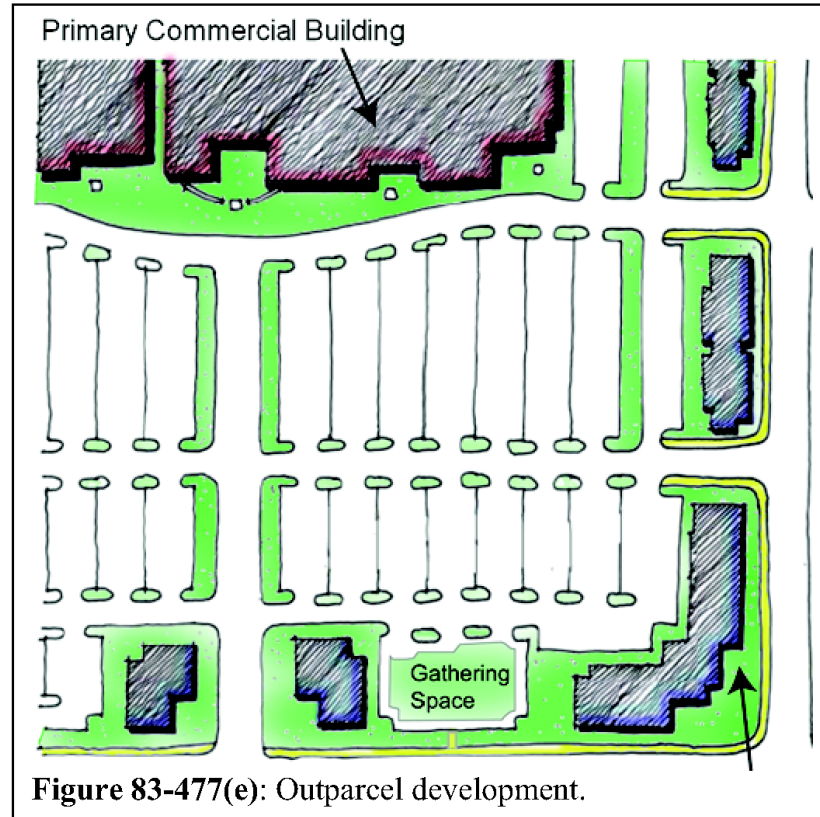 Primary Commercial Building
Gathering
Space
Figure 83-477(e): Outparcel development.